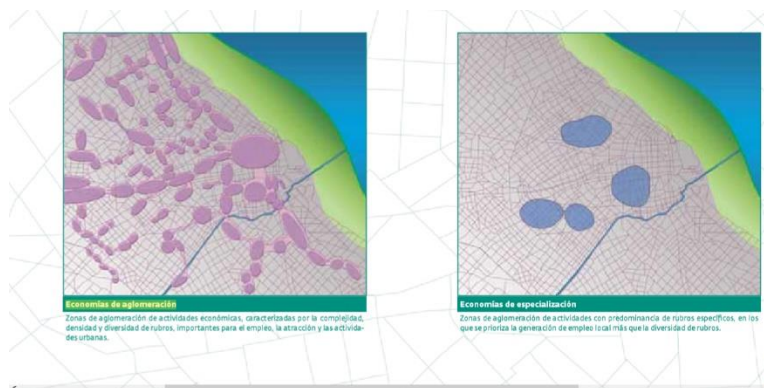 Economías de aglomeración
Zonas de aglomeración de actividades económicas, caracterizadas por la complejidad,
densidad y diversidad de rubros, importantes para el empleo, la atracción y las activida-
des urbanas.
Economías de especialización
Zonas de aglomeración de actividades con predominancia de rubros específicos, en los
que se prioriza la generación de empleo local más que la diversidad de rubros.